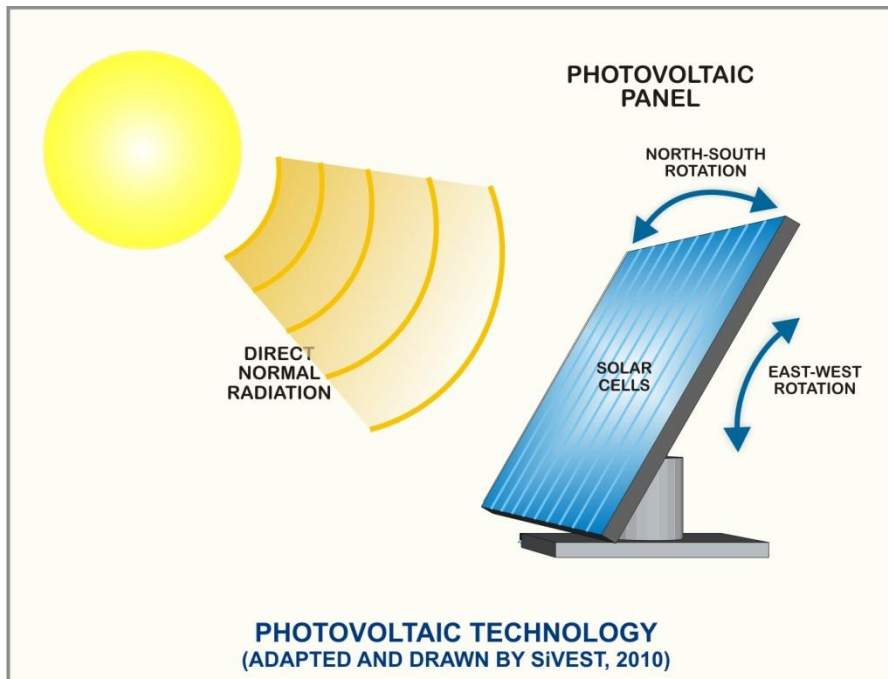 PHOTOVOLTAIC
PANEL
NORTH-SOUTH
ROTATION
DIRECT
NORMAL
RADIATION
SOLAR
CELLS
EAST-WEST
ROTATION
PHOTOVOLTAIC TECHNOLOGY
(ADAPTED AND DRAWN BY SiVEST, 2010)